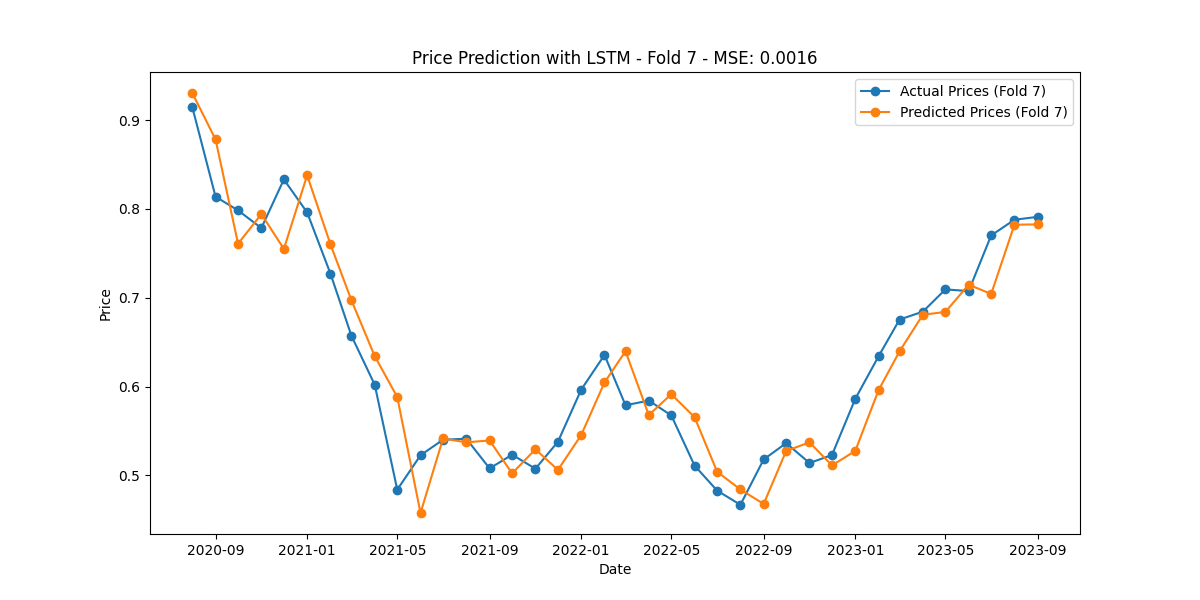 Price Prediction with LSTM - Fold 7 - MSE: 0.0016
Actual Prices (Fold 7)
Predicted Prices (Fold 7)
Price
0.9
0.8
0.7
0.6
0.5
2020-09 2021-01 2021-05 2021-09 2022-01 2022-05 2022-09 2023-01 2023-05 2023-09
Date